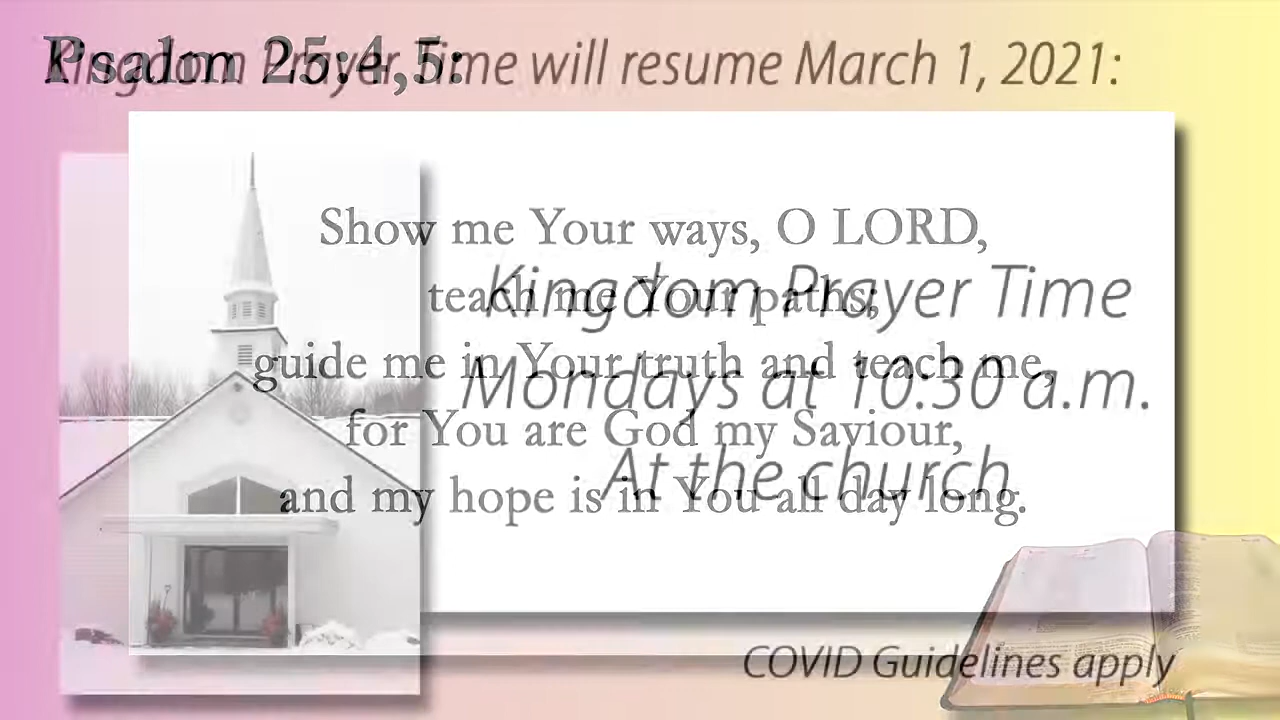 Psalm 25:4,5:
Kingdom Prayer Time will resume March 1, 2021:
Show me Your ways, O LORD,
teach me Your paths;
guide me in Your truth and teach me,
for You are God my Saviour,
and my hope is in You all day long.
Kingdom Prayer Time
Mondays at 10:30 a.m.
At the church
COVID Guidelines apply